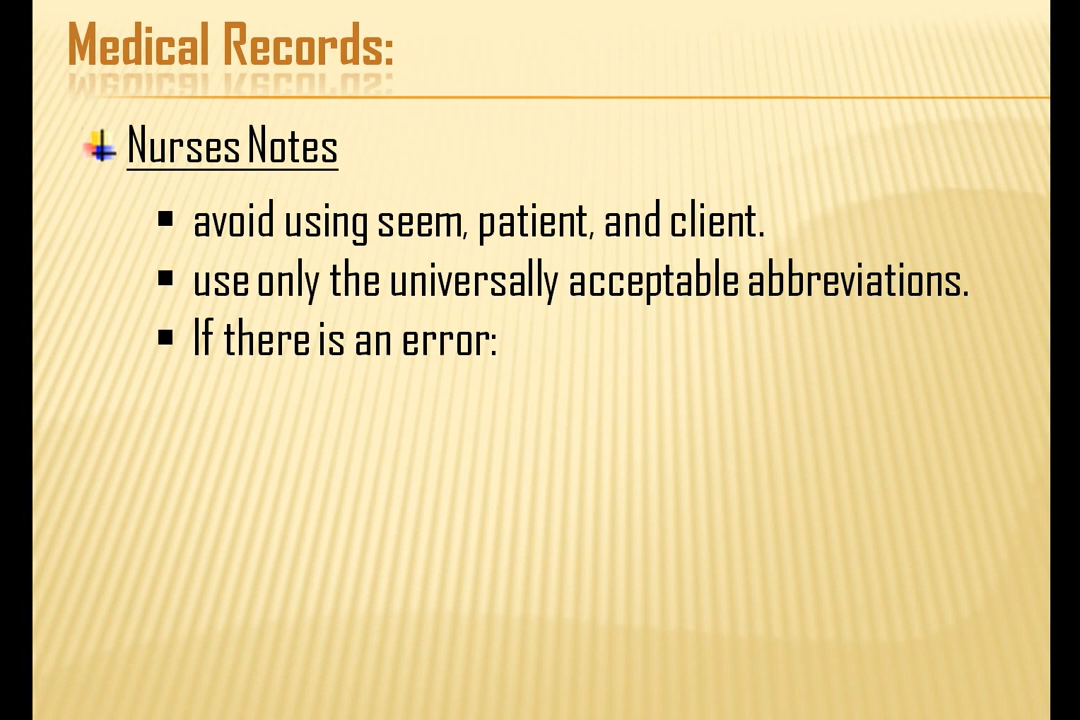 Medical Records:
Nurses Notes
avoid using seem, patient, and client.
use only the universally acceptable abbreviations.
If there is an error: